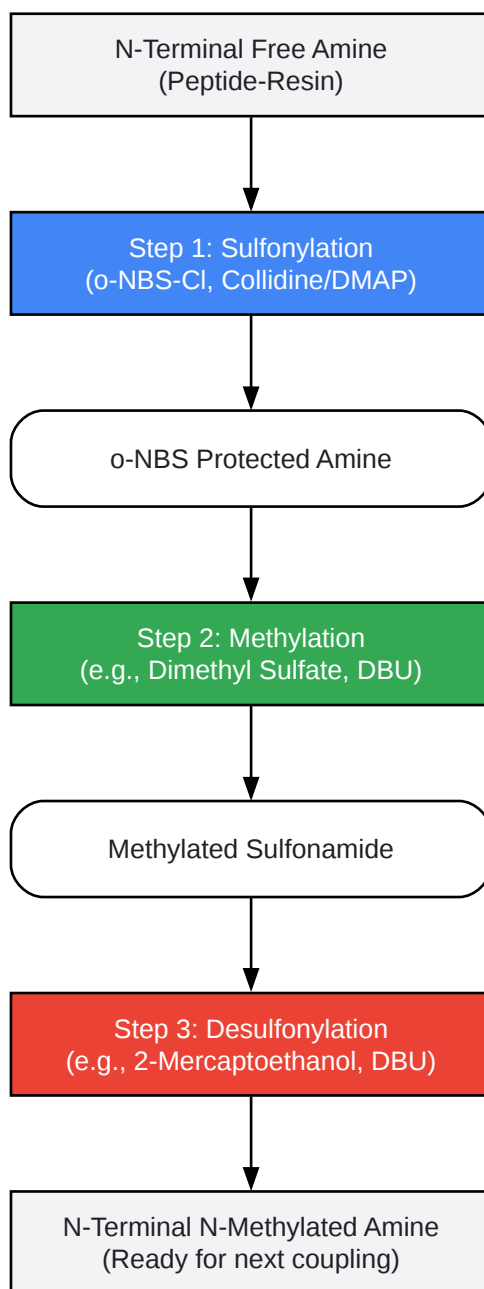 N-Terminal Free Amine
(Peptide-Resin)
Step 1: Sulfonylation
(o-NBS-Cl, Collidine/DMAP)
o-NBS Protected Amine
Step 2: Methylation
(e.g., Dimethyl Sulfate, DBU)
Methylated Sulfonamide
Step 3: Desulfonylation
(e.g., 2-Mercaptoethanol, DBU)
N-Terminal N-Methylated Amine
(Ready for next coupling)